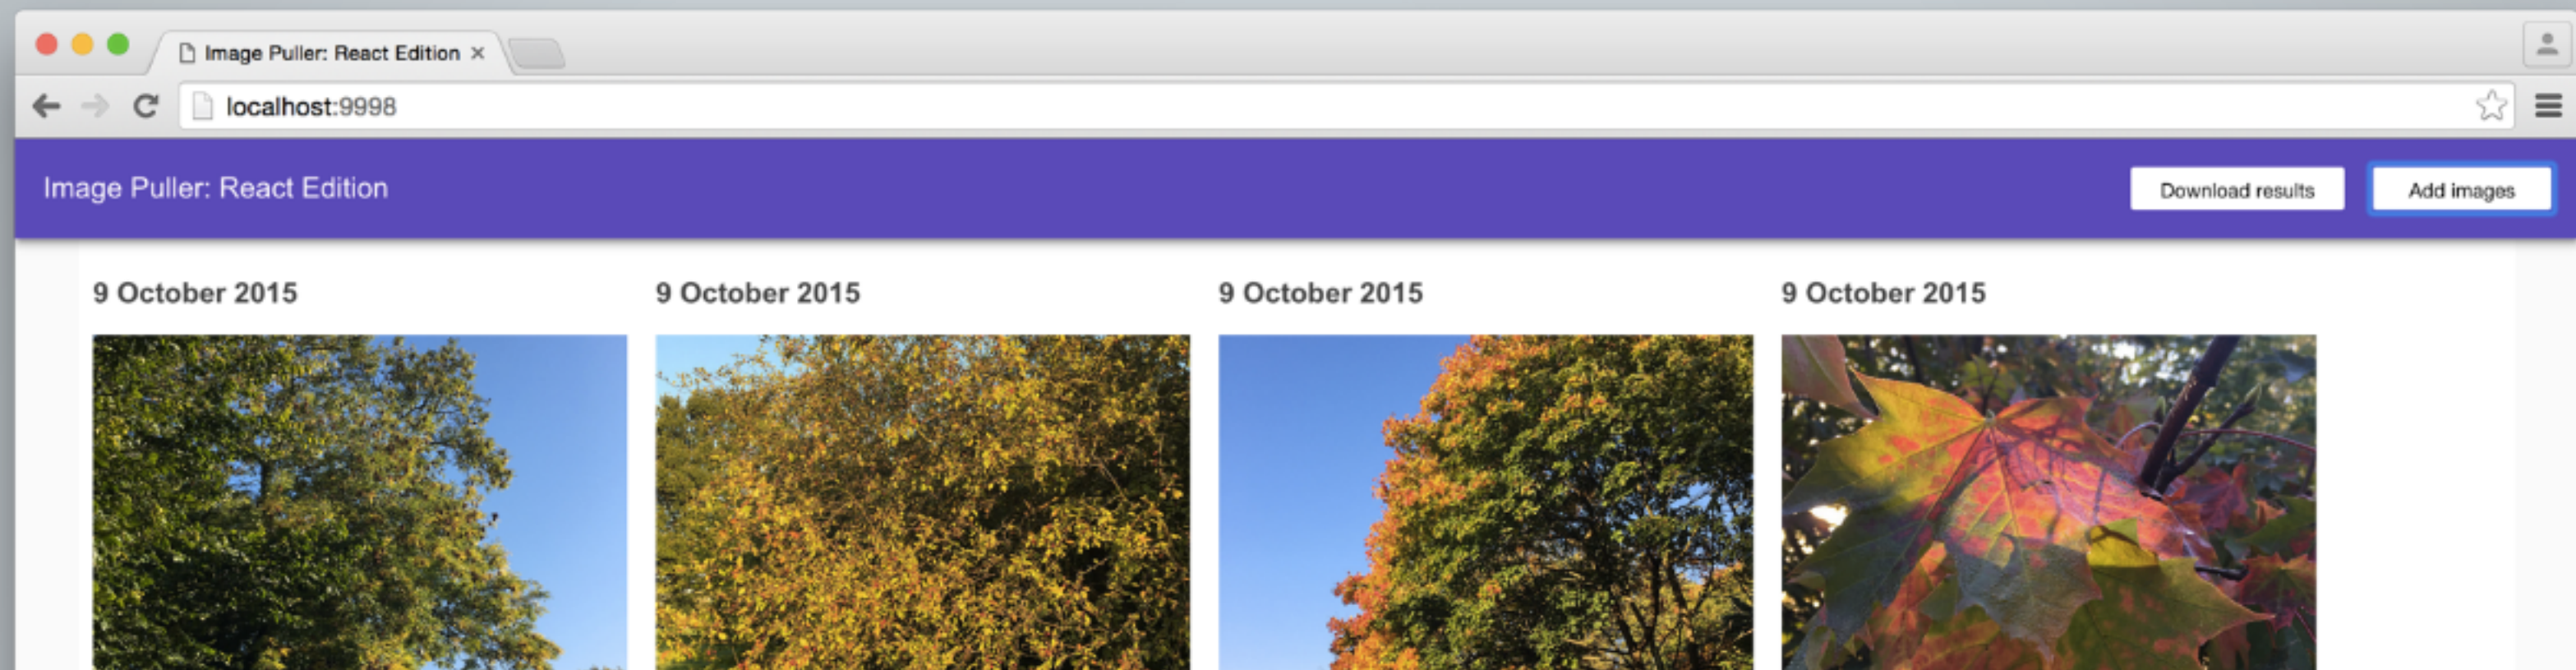 Image Puller: React Edition
localhost:9998
Image Puller: React Edition
Download results
Add images
9 October 2015
9 October 2015
9 October 2015
9 October 2015